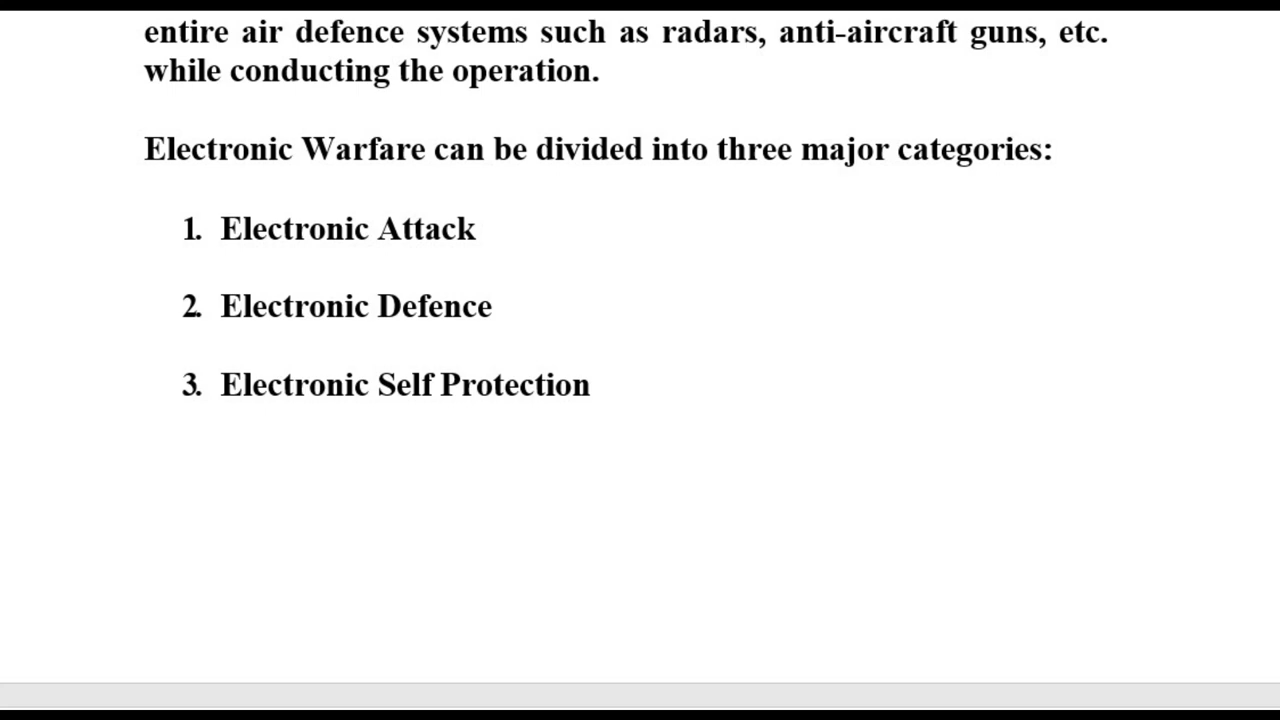 entire air defence systems such as radars, anti-aircraft guns, etc.
while conducting the operation.
Electronic Warfare can be divided into three major categories:
1. Electronic Attack
2. Electronic Defence
3. Electronic Self Protection